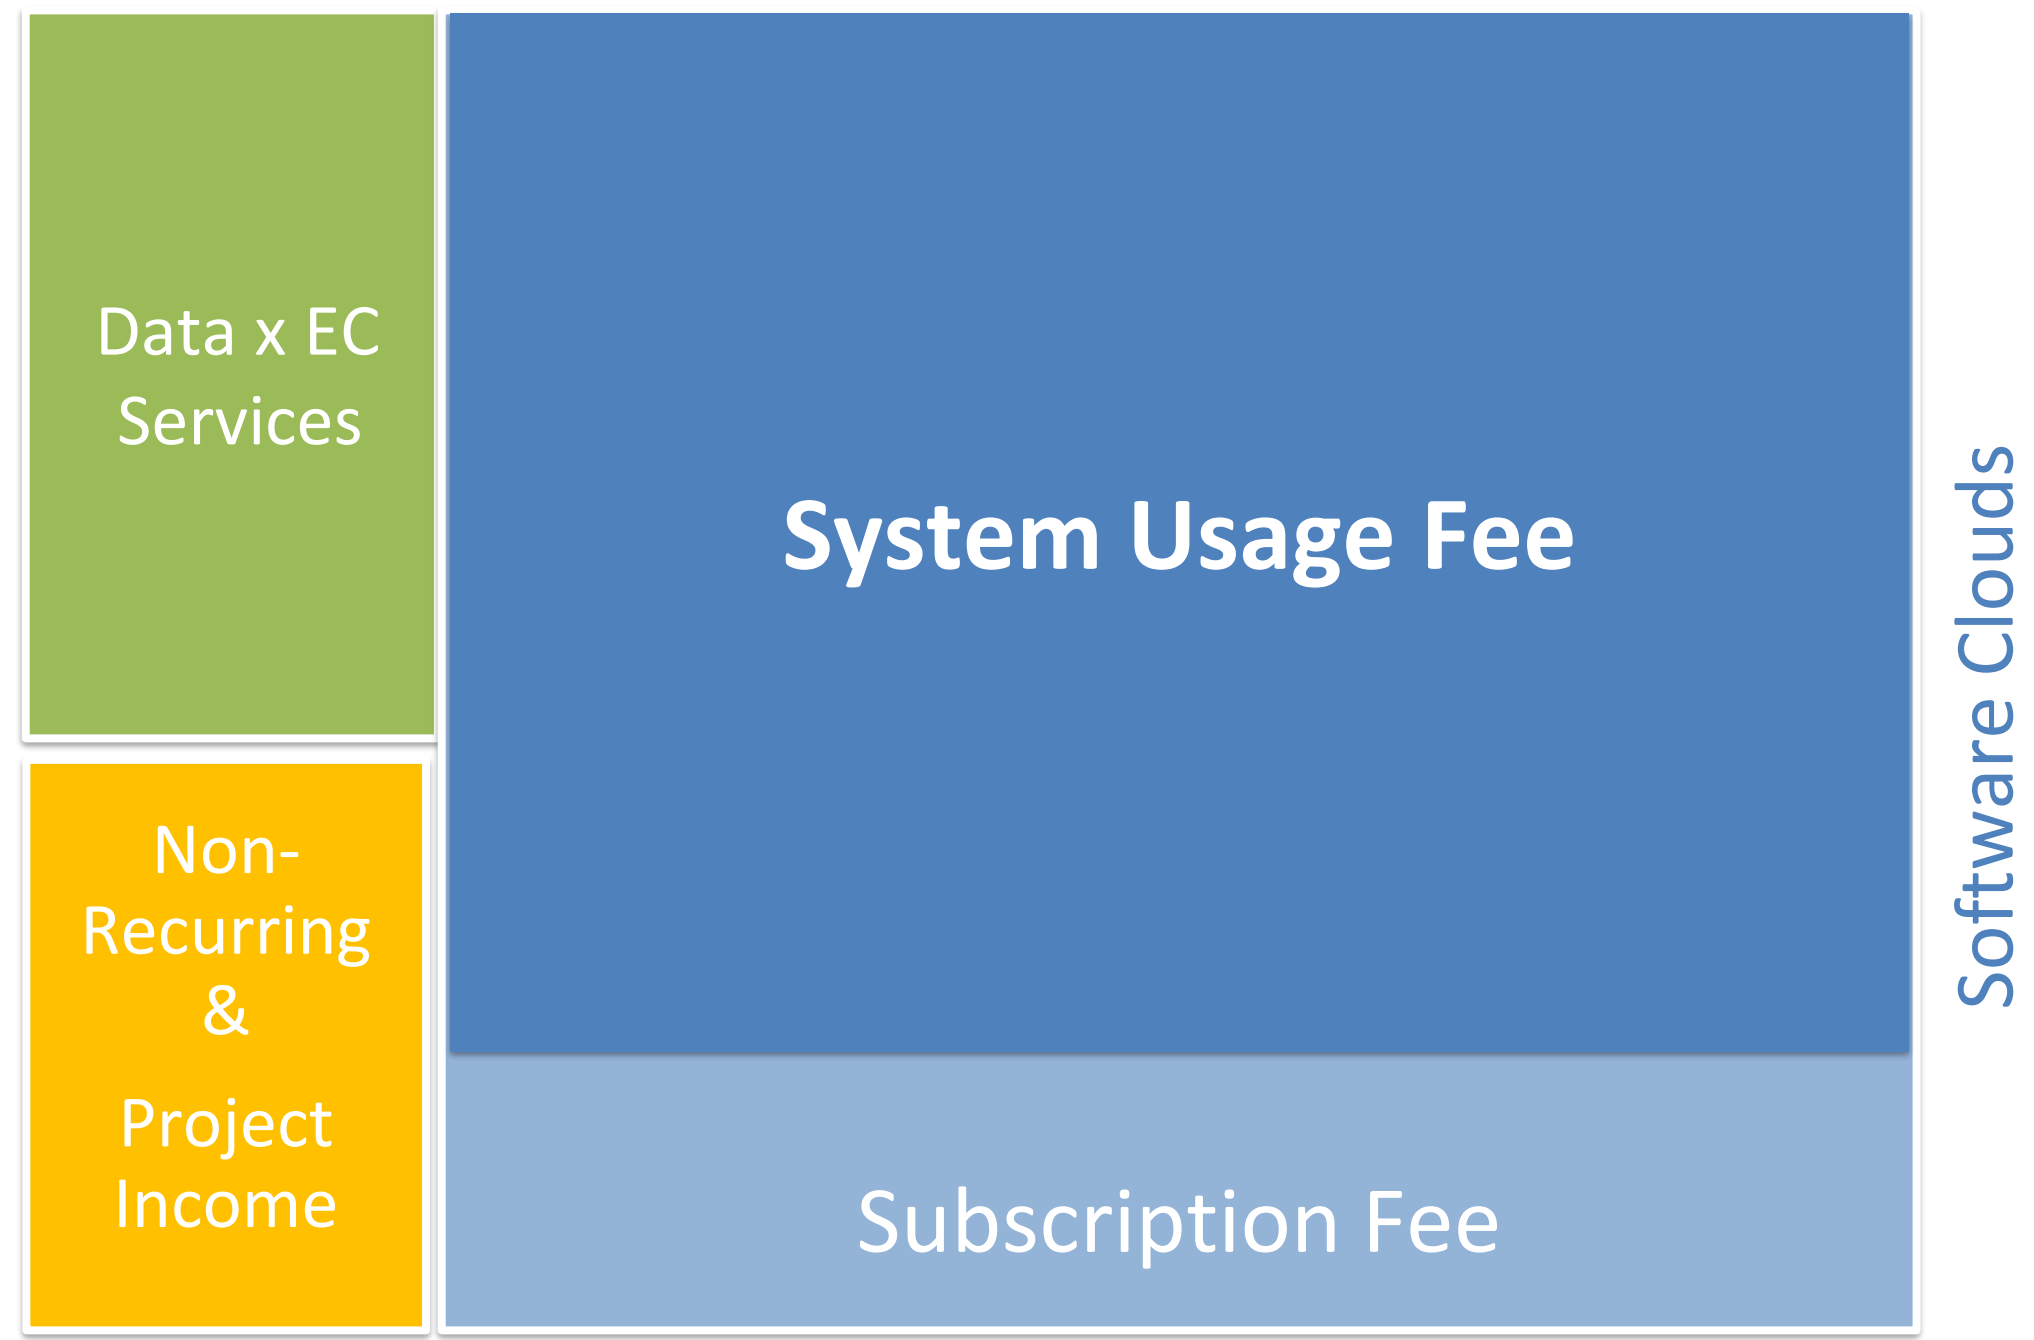 Data x EC
Services
Non-
Recurring
&
Project
Income
System Usage Fee
Subscription Fee
Software Clouds